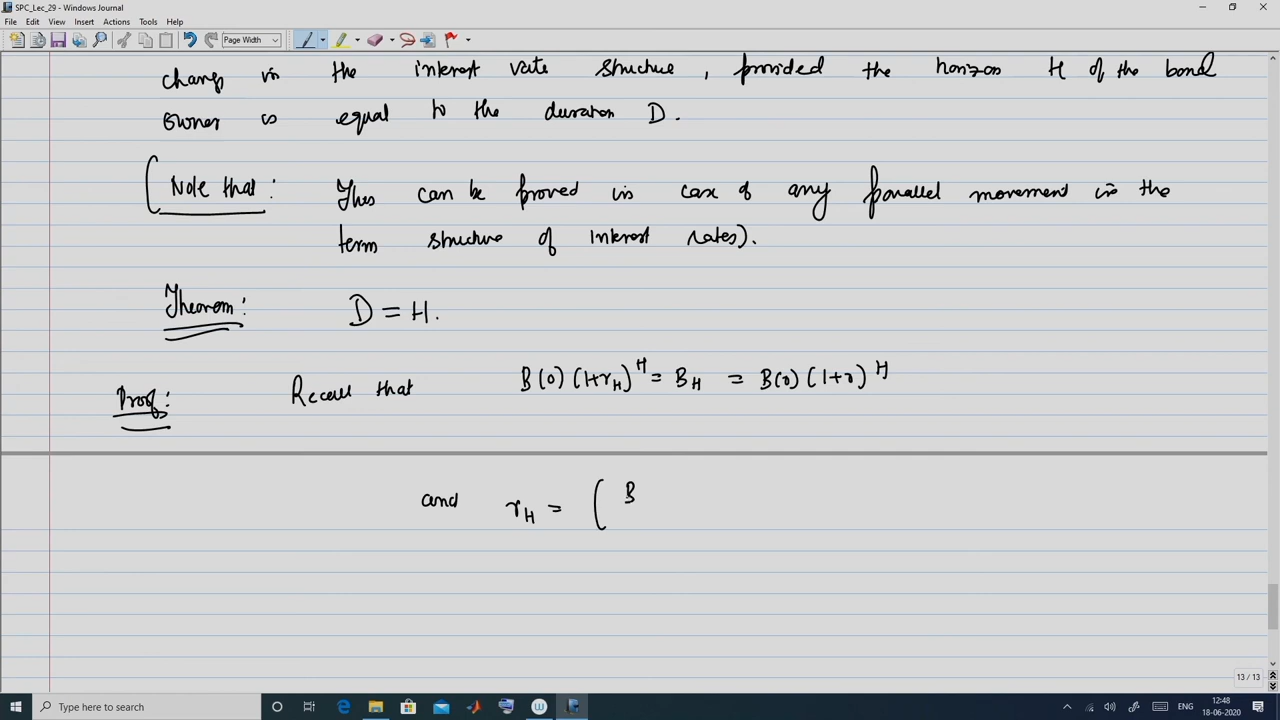 SPC_Lec_29 - Windows Journal
File Edit View Insert Actions Tools Help
Page Width
change in the interest rate structure, provided the horizon H of the bond
owner is equal to the duration D.
(Note that: This can be proved in case of any parallel movement in the
term structure of interest rates).
Theorem: D = H.
Proof: Recall that B(0)(1+r_H)^H = B_H = B(r)(1+r)^H
and r_H = ( B
13 / 13
Type here to search
12:48
18-06-2020